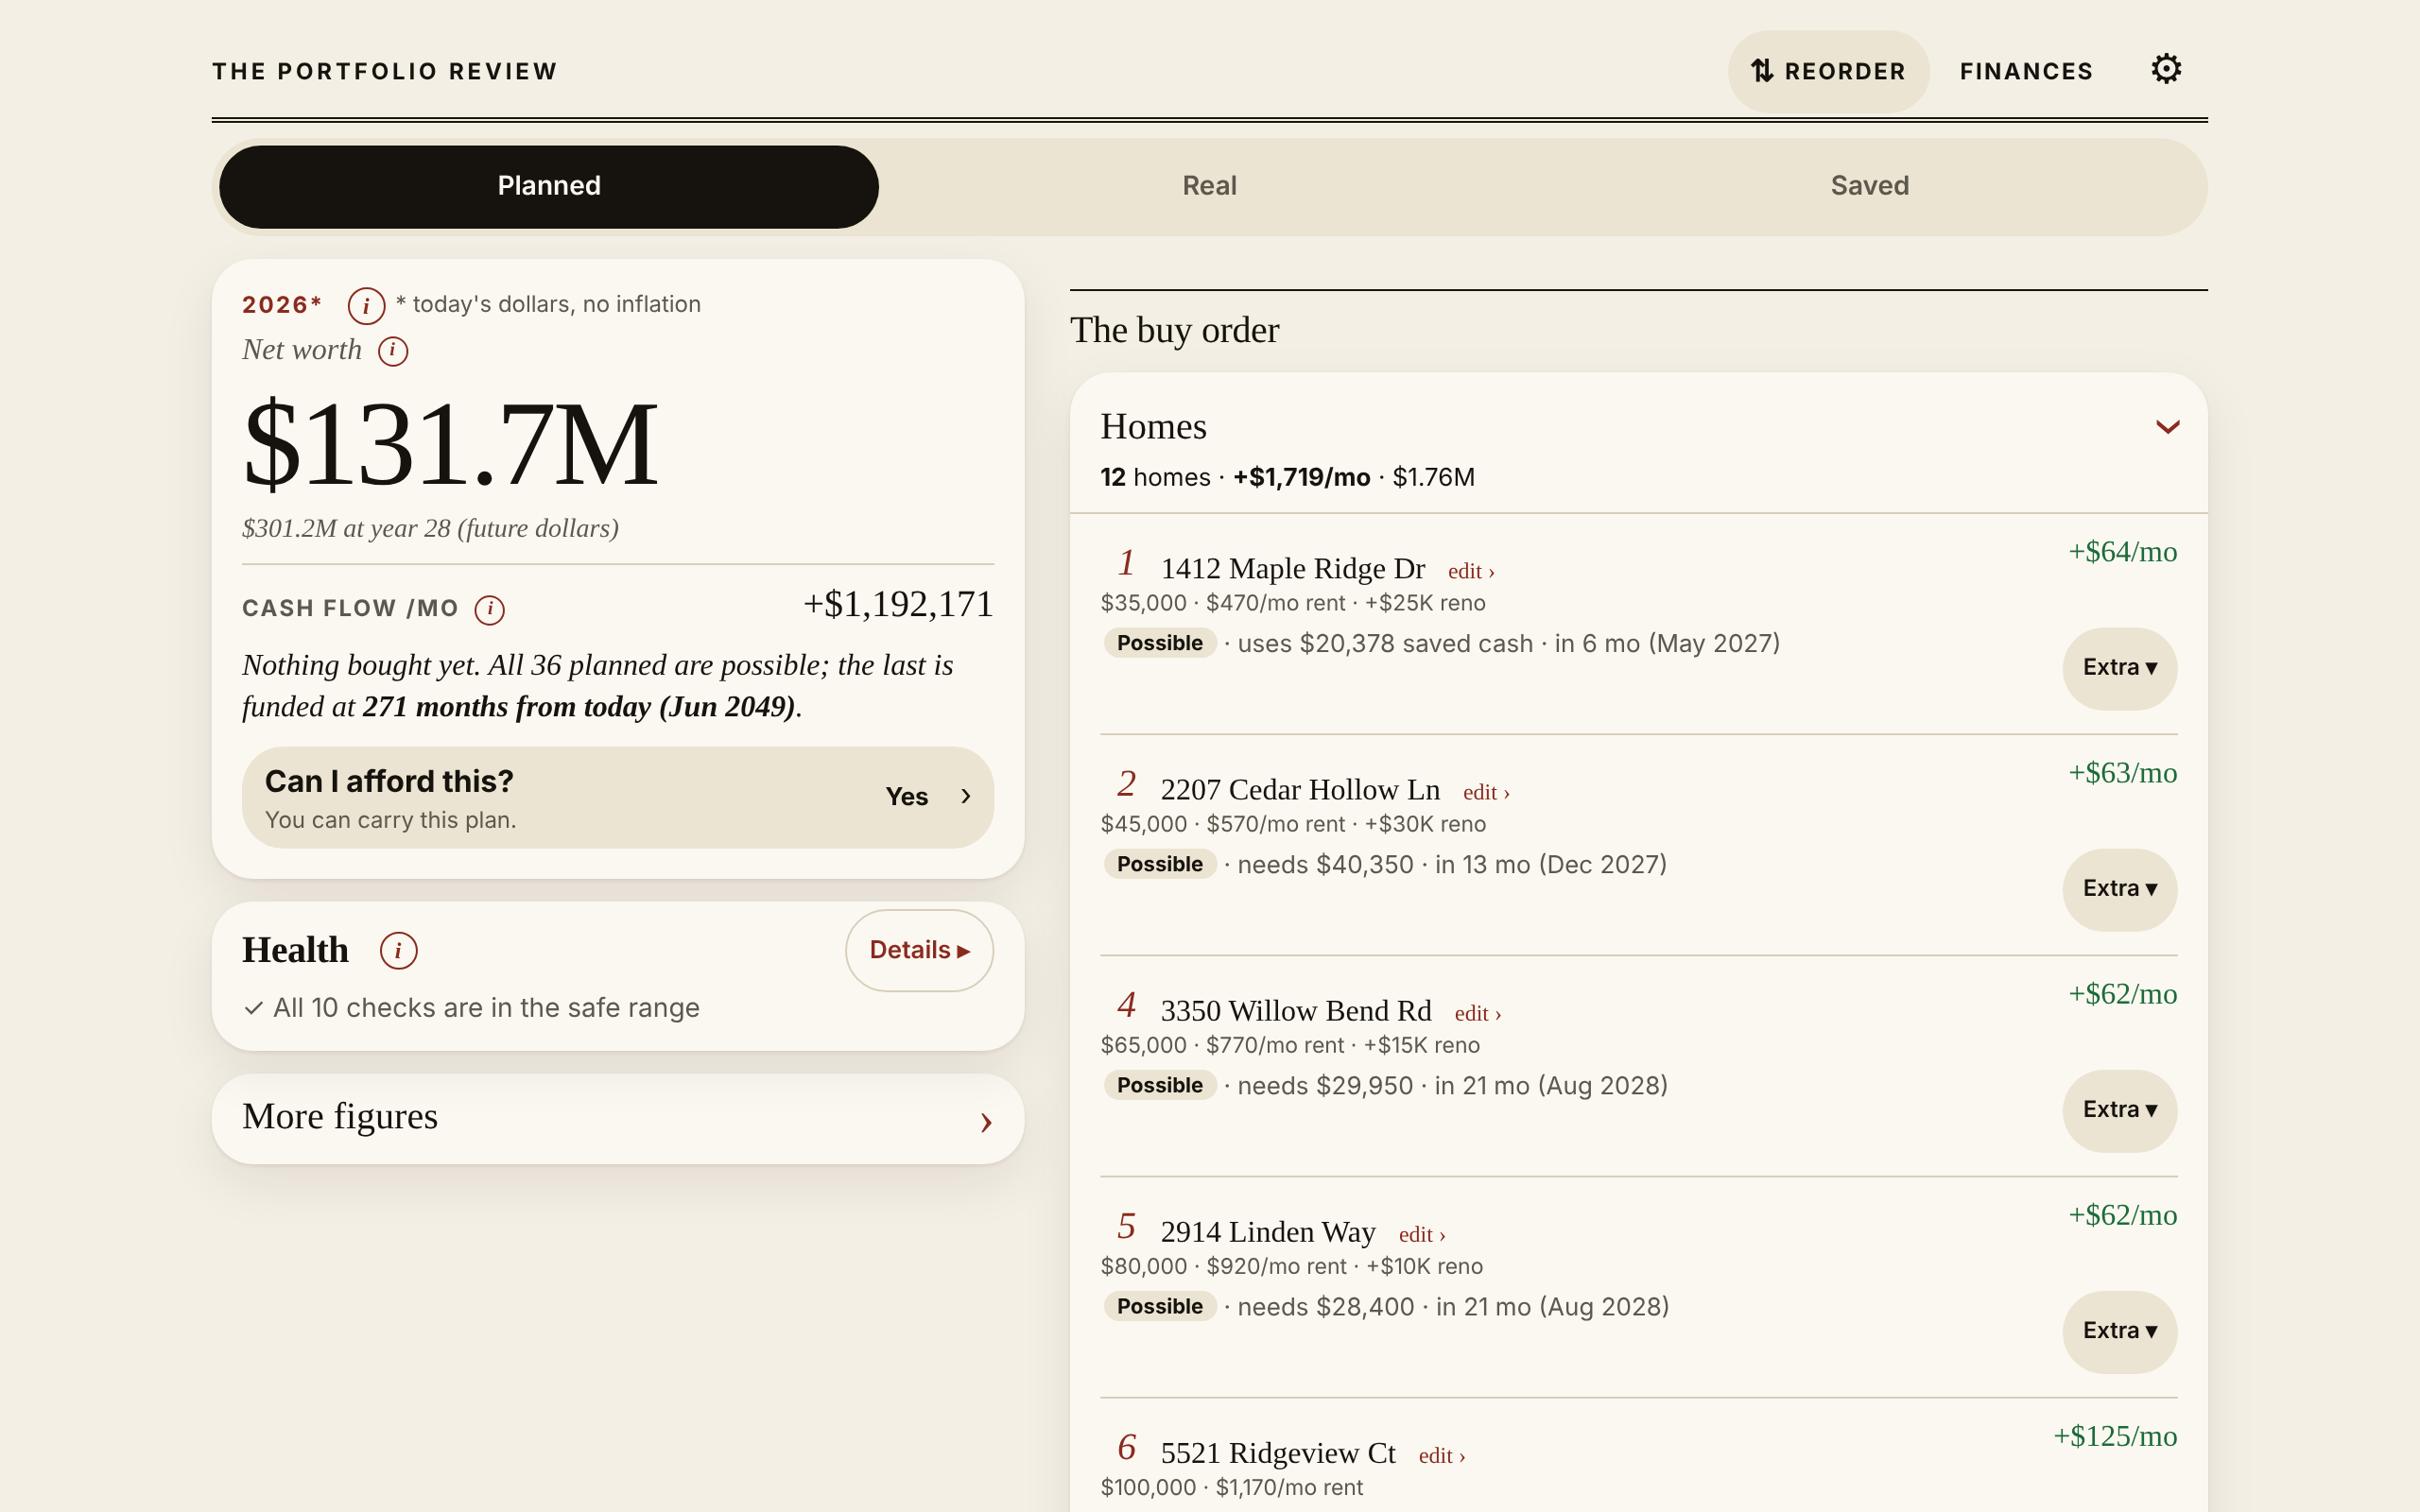 THE PORTFOLIO REVIEW
⇅ REORDER
FINANCES
Planned
Real
Saved
2026* i * today's dollars, no inflation
Net worth i
$131.7M
$301.2M at year 28 (future dollars)
CASH FLOW /MO i +$1,192,171
Nothing bought yet. All 36 planned are possible; the last is
funded at 271 months from today (Jun 2049).
Can I afford this?
You can carry this plan.
Yes ›
Health i
Details ▸
✓ All 10 checks are in the safe range
More figures ›
The buy order
Homes
12 homes · +$1,719/mo · $1.76M
1 1412 Maple Ridge Dr edit ›
+$64/mo
$35,000 · $470/mo rent · +$25K reno
Possible · uses $20,378 saved cash · in 6 mo (May 2027)
Extra ▾
2 2207 Cedar Hollow Ln edit ›
+$63/mo
$45,000 · $570/mo rent · +$30K reno
Possible · needs $40,350 · in 13 mo (Dec 2027)
Extra ▾
4 3350 Willow Bend Rd edit ›
+$62/mo
$65,000 · $770/mo rent · +$15K reno
Possible · needs $29,950 · in 21 mo (Aug 2028)
Extra ▾
5 2914 Linden Way edit ›
+$62/mo
$80,000 · $920/mo rent · +$10K reno
Possible · needs $28,400 · in 21 mo (Aug 2028)
Extra ▾
6 5521 Ridgeview Ct edit ›
+$125/mo
$100,000 · $1,170/mo rent